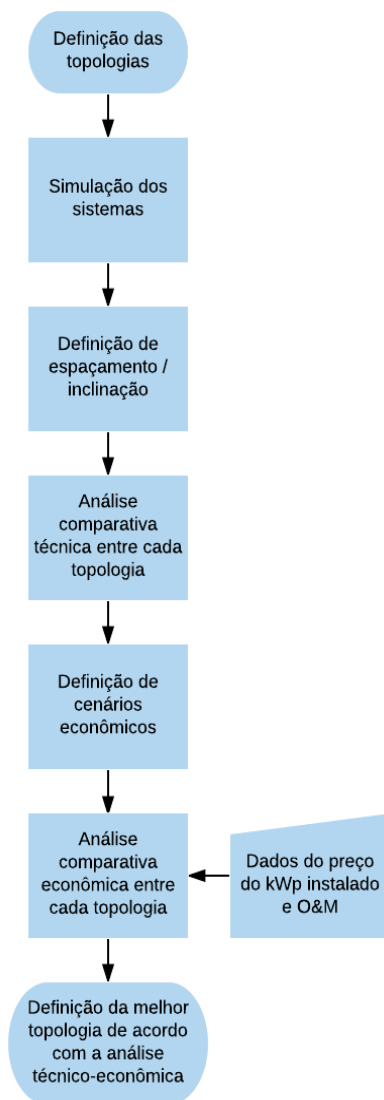 Definição das
topologias
Simulação dos
sistemas
Definição de
espaçamento /
inclinação
Análise
comparativa
técnica entre cada
topologia
Definição de
cenários
econômicos
Análise
comparativa
econômica entre
cada topologia
Dados do preço
do kWp instalado
e O&M
Definição da melhor
topologia de acordo
com a análise
técnico-econômica